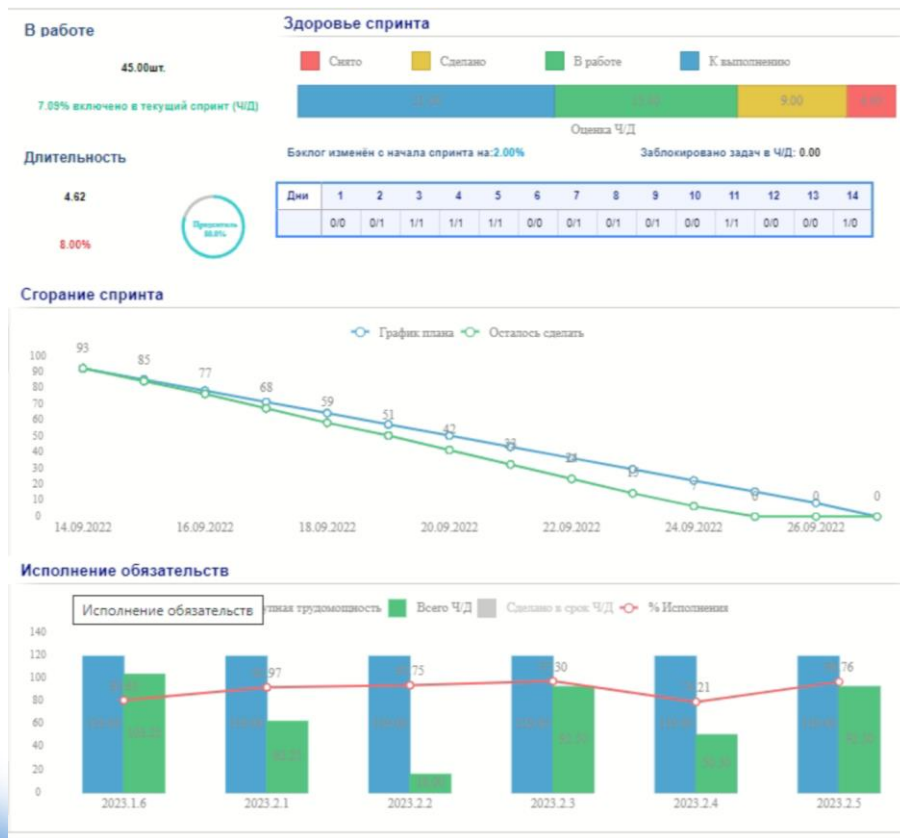 В работе
45.00шт.
7.09% включено в текущий спринт (Ч/Д)
Длительность
4.62
8.00%
Здоровье спринта
Снято Сделано В работе К выполнению
9.00
Оценка Ч/Д
Бэклог изменён с начала спринта на:2.00%
Заблокировано задач в Ч/Д: 0.00
Дни 1 2 3 4 5 6 7 8 9 10 11 12 13 14
0/0 0/1 1/1 1/1 1/1 0/0 0/1 0/1 0/1 0/0 1/1 0/0 0/0 1/0
Сгорание спринта
График плана Осталось сделать
93
85
77
68
59
51
42
7
0
0
100
90
80
70
60
50
40
30
20
10
0
14.09.2022 16.09.2022 18.09.2022 20.09.2022 22.09.2022 24.09.2022 26.09.2022
Исполнение обязательств
Исполнение обязательств
Всего Ч/Д Сделано в срок Ч/Д % Исполнения
140
120
100
80
60
40
20
0
2023.1.6 2023.2.1 2023.2.2 2023.2.3 2023.2.4 2023.2.5